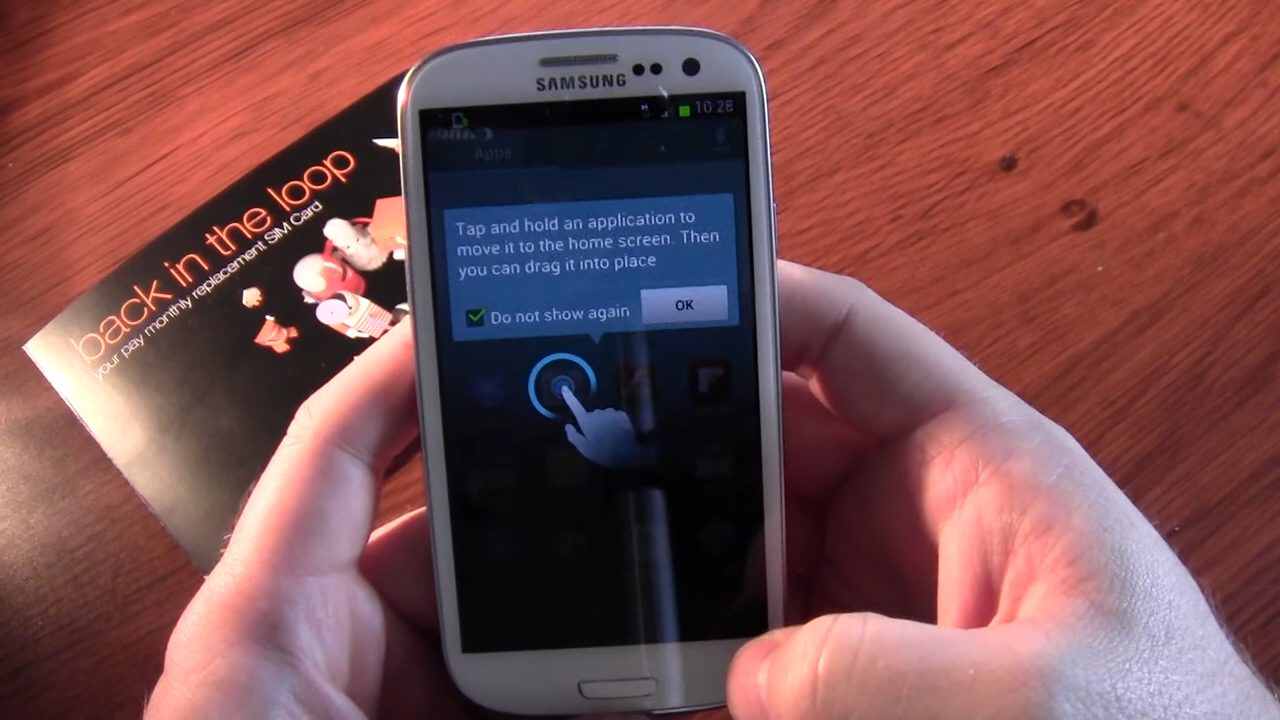 SAMSUNG
10:28
Apps
Tap and hold an application to
move it to the home screen. Then
you can drag it into place
Do not show again
OK
back in the loop
your pay monthly replacement SIM Card